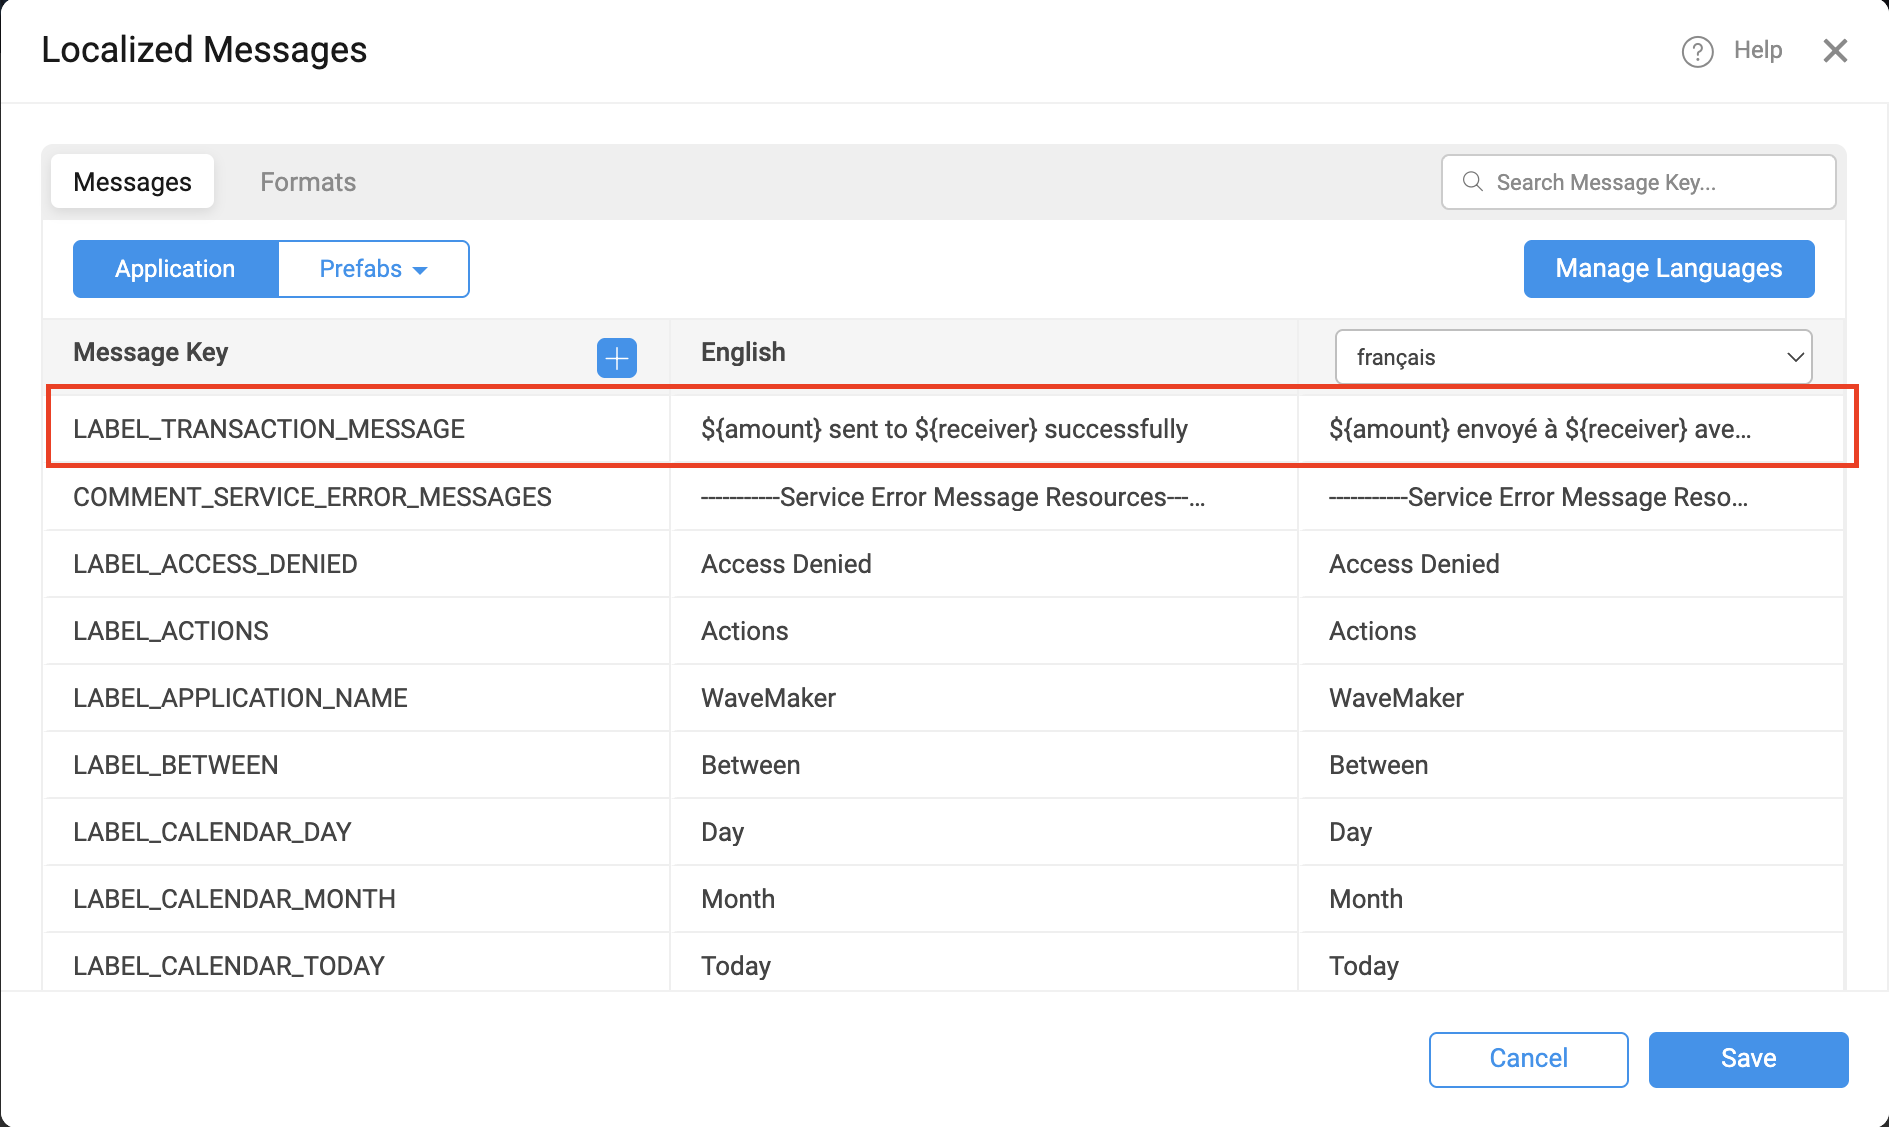 Localized Messages
? Help
Messages Formats Search Message Key...
Application Prefabs Manage Languages
Message Key English français
LABEL_TRANSACTION_MESSAGE ${amount} sent to ${receiver} successfully ${amount} envoyé à ${receiver} ave...
COMMENT_SERVICE_ERROR_MESSAGES -----------Service Error Message Resources---... -----------Service Error Message Reso...
LABEL_ACCESS_DENIED Access Denied Access Denied
LABEL_ACTIONS Actions Actions
LABEL_APPLICATION_NAME WaveMaker WaveMaker
LABEL_BETWEEN Between Between
LABEL_CALENDAR_DAY Day Day
LABEL_CALENDAR_MONTH Month Month
LABEL_CALENDAR_TODAY Today Today
Cancel Save